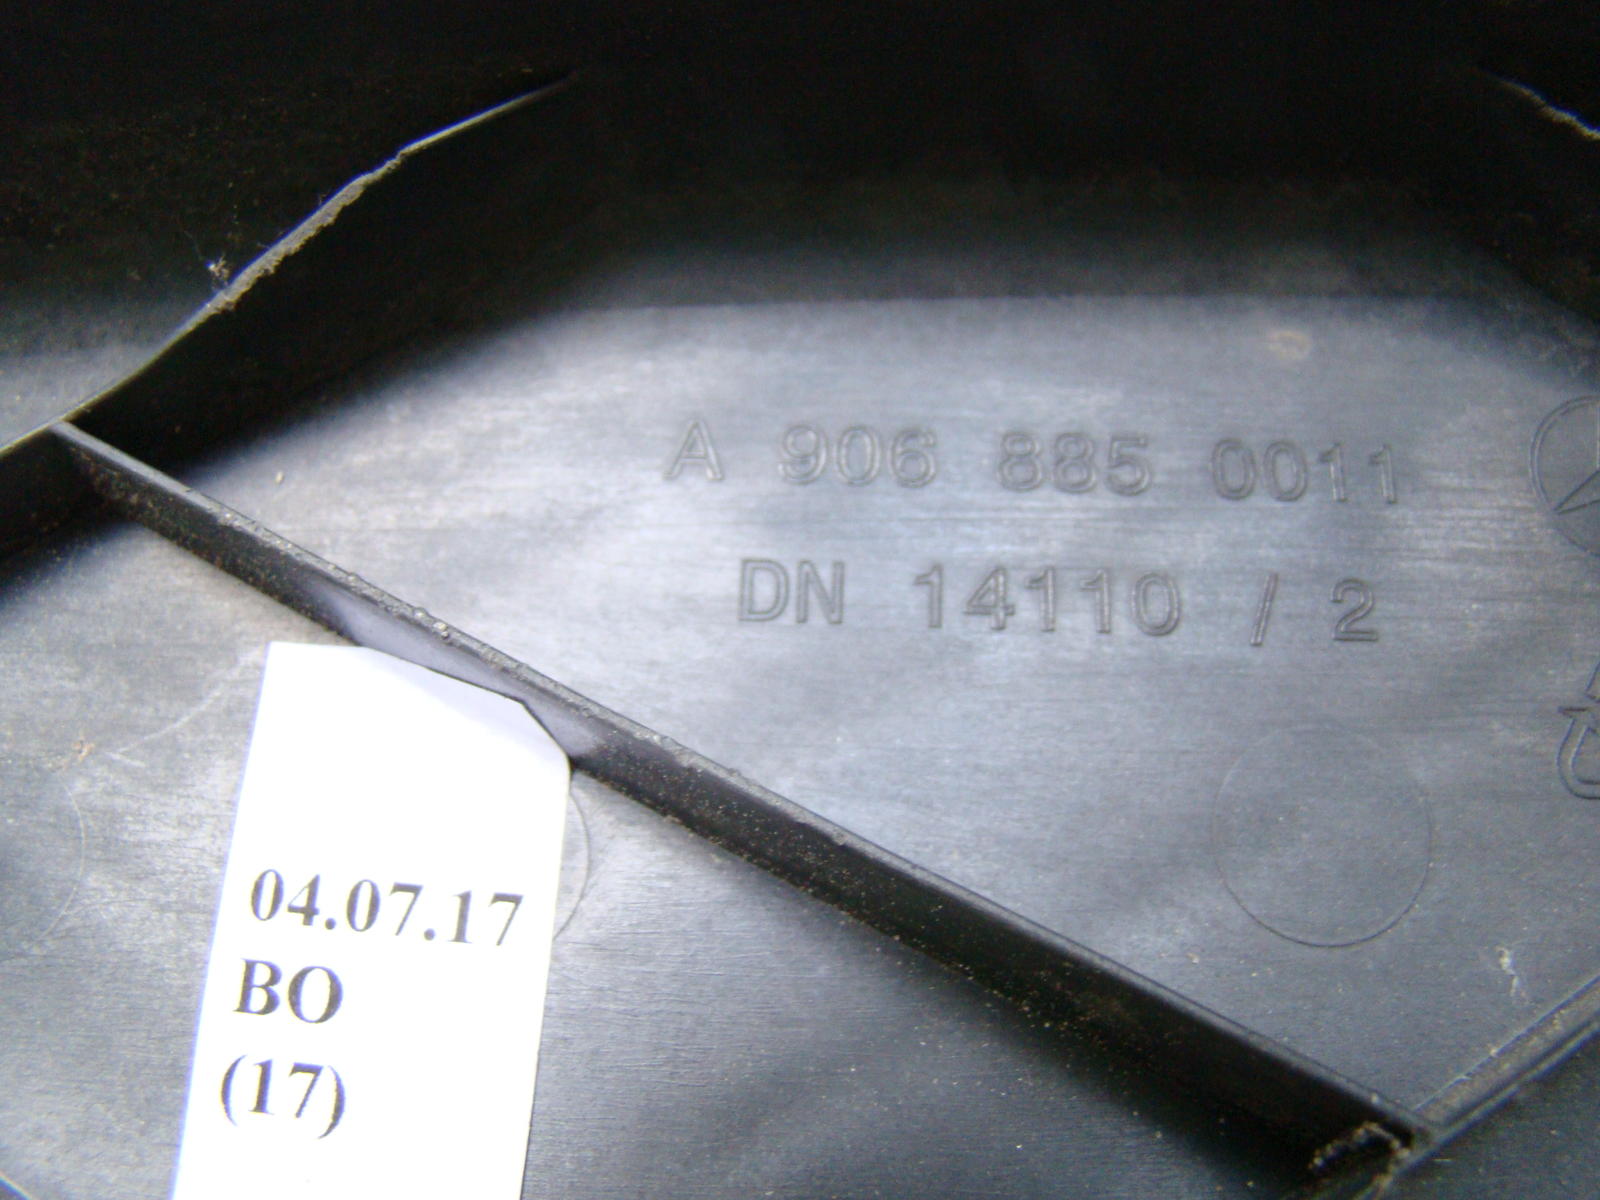 A 906 885 0011
DN 14110 / 2
04.07.17
BO
(17)